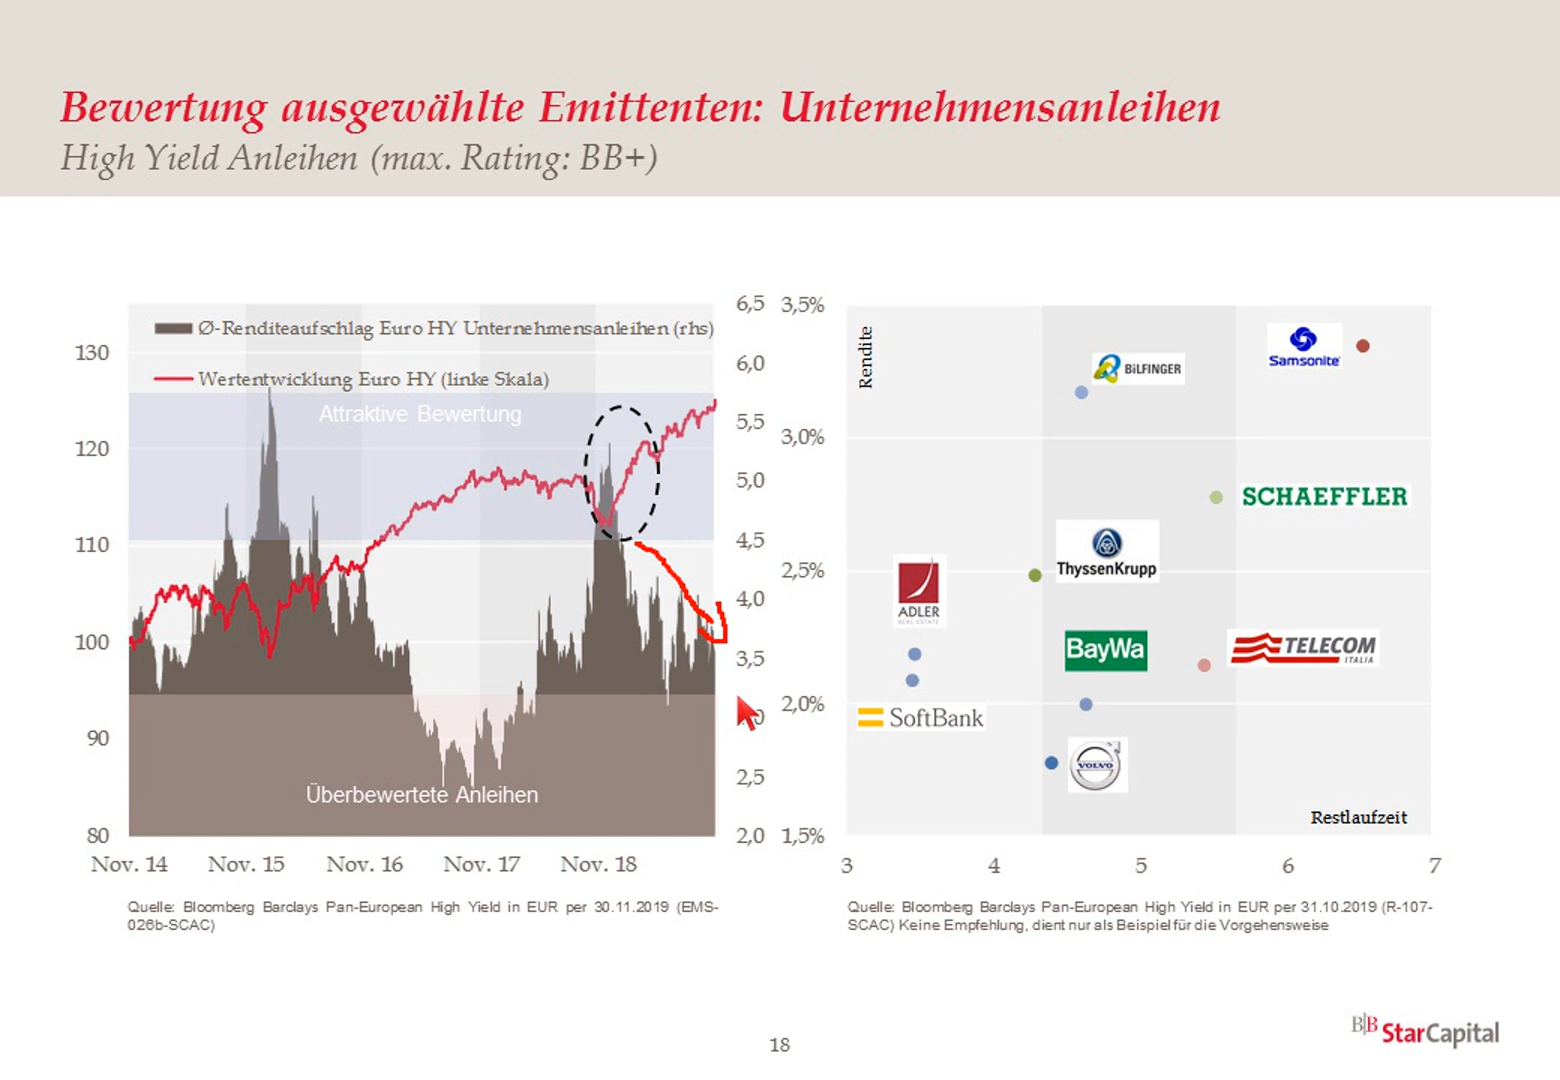 Bewertung ausgewählte Emittenten: Unternehmensanleihen
High Yield Anleihen (max. Rating: BB+)
Ø-Renditeaufschlag Euro HY Unternehmensanleihen (rhs)
Wertentwicklung Euro HY (linke Skala)
Attraktive Bewertung
Überbewertete Anleihen
130
120
110
100
90
80
6,5
6,0
5,5
5,0
4,5
4,0
3,5
2,5
2,0
Nov. 14 Nov. 15 Nov. 16 Nov. 17 Nov. 18
Quelle: Bloomberg Barclays Pan-European High Yield in EUR per 30.11.2019 (EMS-
026b-SCAC)
3,5%
3,0%
2,5%
2,0%
1,5%
Rendite
BILFINGER
Samsonite
SCHAEFFLER
ThyssenKrupp
ADLER
REAL ESTATE
BayWa
TELECOM
ITALIA
SoftBank
VOLVO
Restlaufzeit
3 4 5 6 7
Quelle: Bloomberg Barclays Pan-European High Yield in EUR per 31.10.2019 (R-107-
SCAC) Keine Empfehlung, dient nur als Beispiel für die Vorgehensweise
18
B|B StarCapital